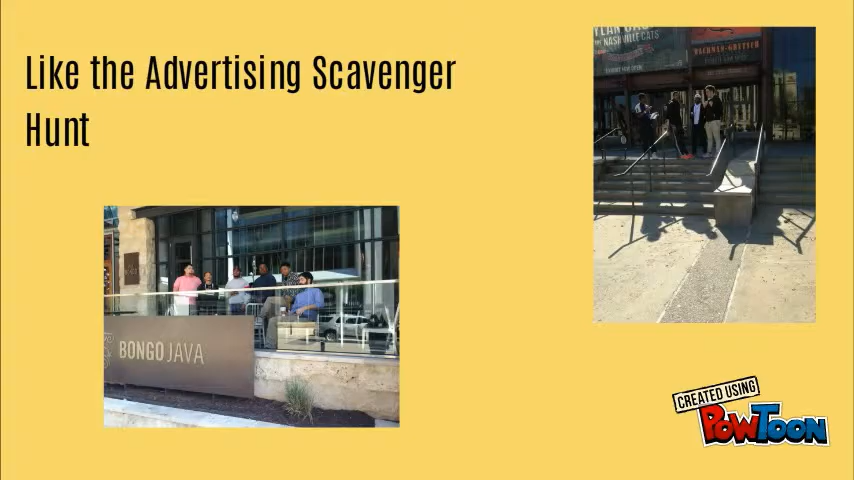 Like the Advertising Scavenger
Hunt
NASHVILLE CATS
BONGO JAVA
CREATED USING
POWTOON